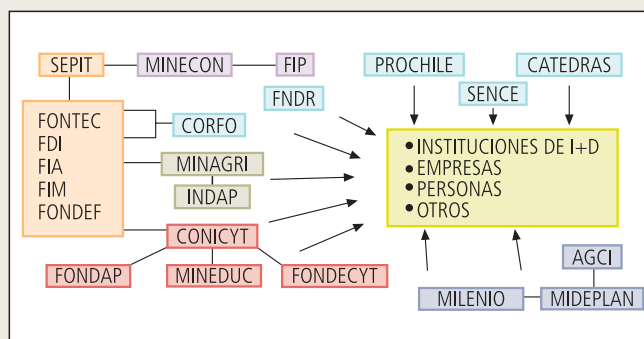 SEPIT
MINECON
FIP
PROCHILE
CATEDRAS
SENCE
FNDR
FONTEC
FDI
FIA
FIM
FONDEF
CORFO
MINAGRI
INDAP
• INSTITUCIONES DE I+D
• EMPRESAS
• PERSONAS
• OTROS
CONICYT
FONDAP
MINEDUC
FONDECYT
AGCI
MILENIO
MIDEPLAN